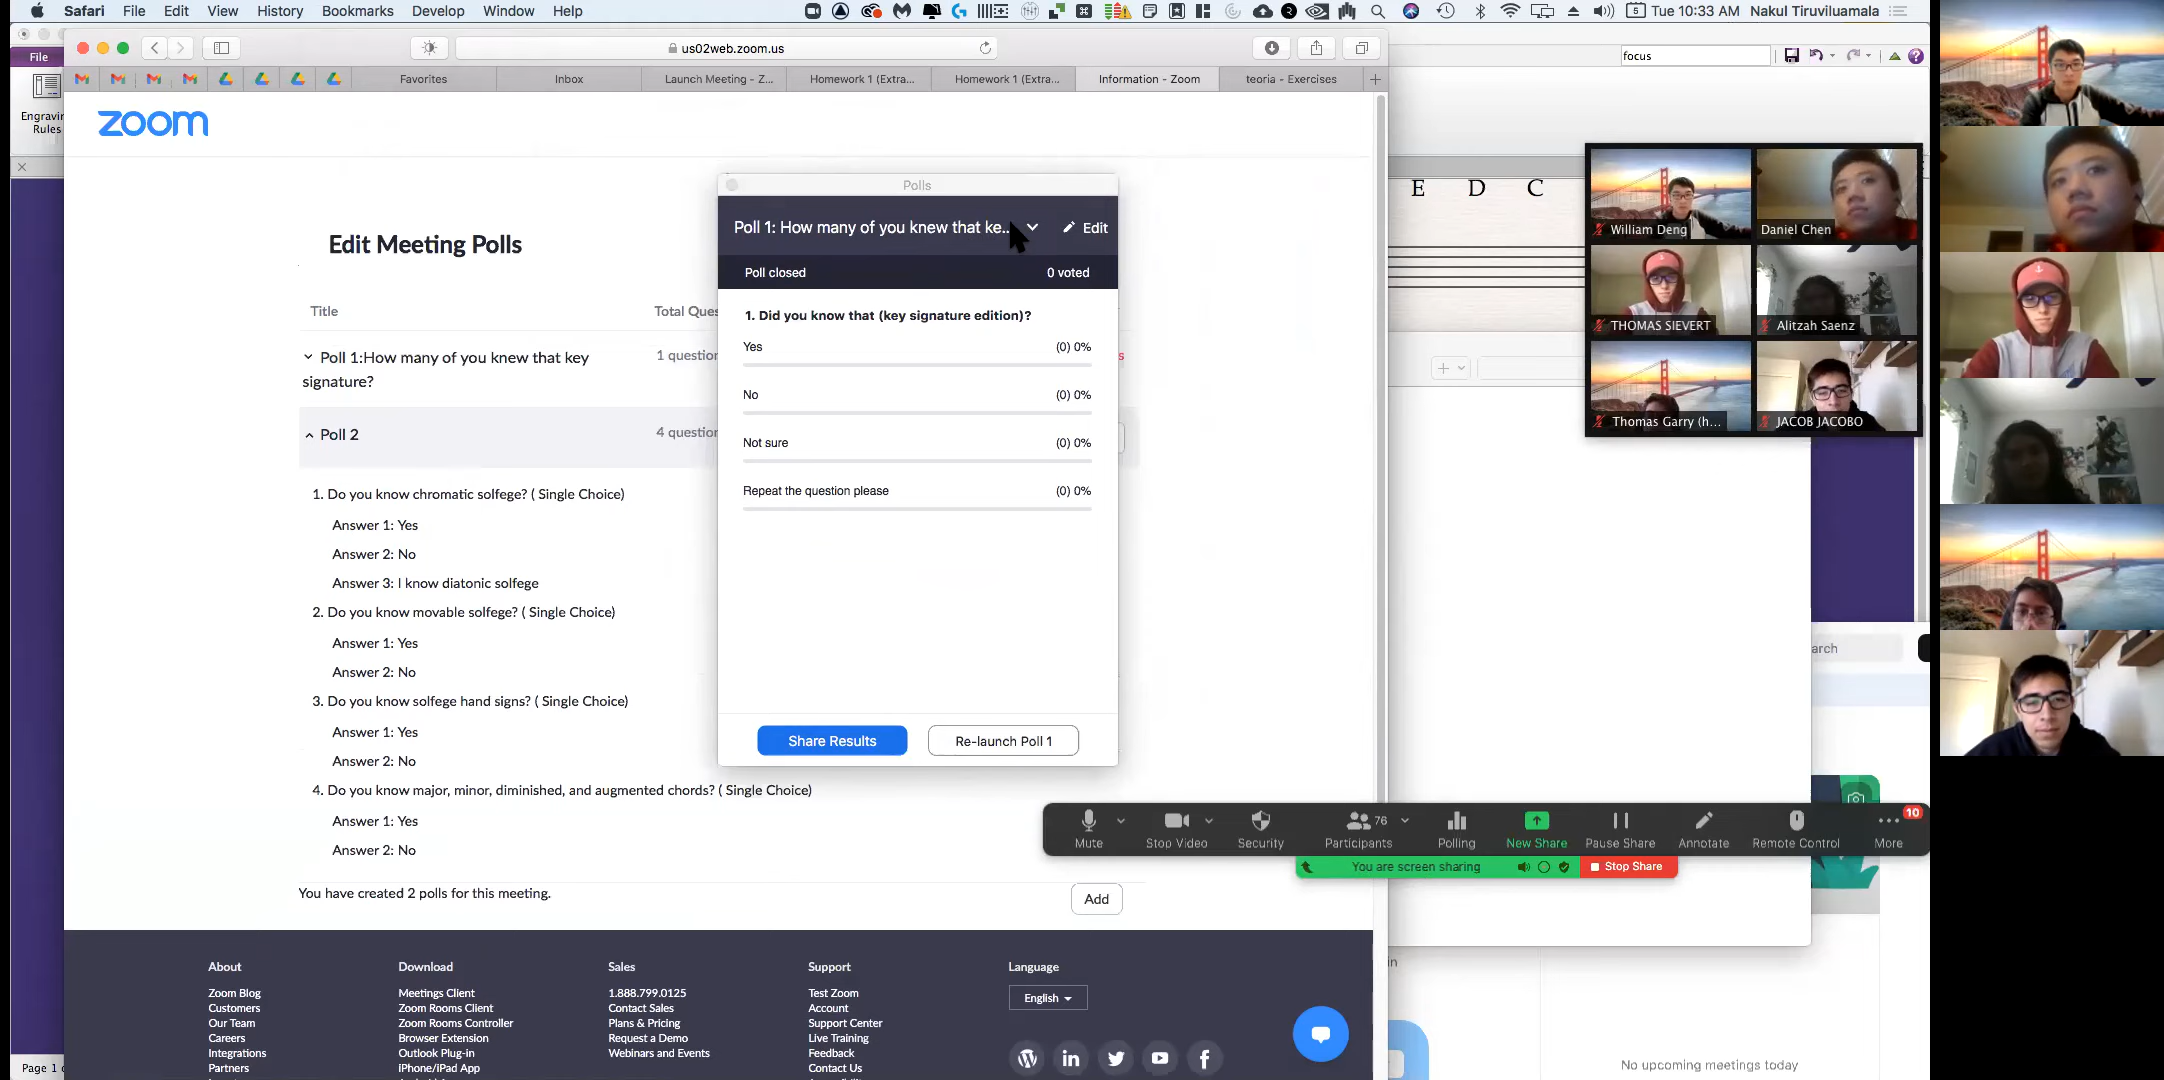 Safari File Edit View History Bookmarks Develop Window Help
Tue 10:33 AM Nakul Tiruviluamala
File
Engraving
Rules
us02web.zoom.us
focus
Favorites Inbox Launch Meeting - Z... Homework 1 (Extra... Homework 1 (Extra... Information - Zoom teoria - Exercises
zoom
Edit Meeting Polls
Title Total Ques
Poll 1:How many of you knew that key
signature?
1 question
Poll 2
4 question
1. Do you know chromatic solfege? ( Single Choice)
Answer 1: Yes
Answer 2: No
Answer 3: I know diatonic solfege
2. Do you know movable solfege? ( Single Choice)
Answer 1: Yes
Answer 2: No
3. Do you know solfege hand signs? ( Single Choice)
Answer 1: Yes
Answer 2: No
4. Do you know major, minor, diminished, and augmented chords? ( Single Choice)
Answer 1: Yes
Answer 2: No
You have created 2 polls for this meeting.
Add
Polls
Poll 1: How many of you knew that ke... Edit
Poll closed 0 voted
1. Did you know that (key signature edition)?
Yes (0) 0%
No (0) 0%
Not sure (0) 0%
Repeat the question please (0) 0%
Share Results Re-launch Poll 1
E D C
William Deng Daniel Chen
THOMAS SIEVERT Alitzah Saenz
Thomas Garry (h... JACOB JACOBO
arch
76 10
Mute Stop Video Security Participants Polling New Share Pause Share Annotate Remote Control More
You are screen sharing Stop Share
About Download Sales Support Language
Zoom Blog Meetings Client 1.888.799.0125 Test Zoom English
Customers Zoom Rooms Client Contact Sales Account
Our Team Zoom Rooms Controller Plans & Pricing Support Center
Careers Browser Extension Request a Demo Live Training
Integrations Outlook Plug-in Webinars and Events Feedback
Partners iPhone/iPad App Contact Us
in
No upcoming meetings today
Page 1